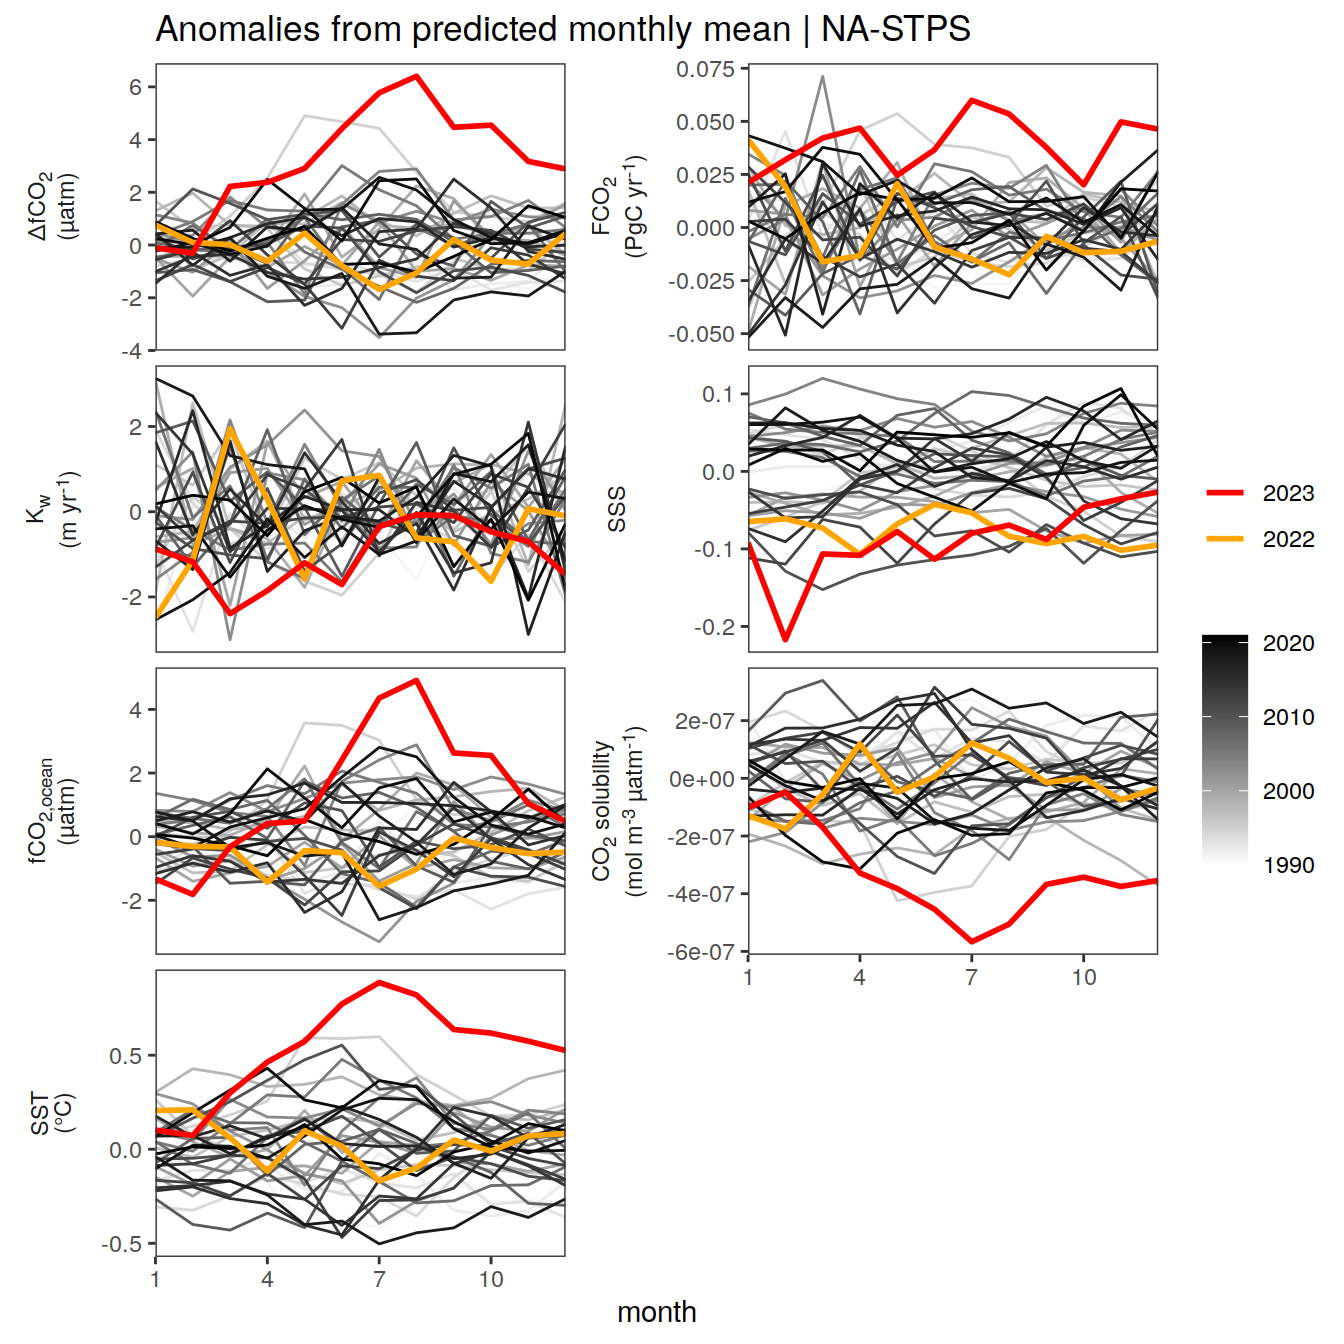 Anomalies from predicted monthly mean | NA-STPS
ΔfCO₂
(µatm)
6
4
2
0
-2
-4
FCO₂
(PgC yr⁻¹)
0.075
0.050
0.025
0.000
-0.025
-0.050
K_w
(m yr⁻¹)
2
0
-2
SSS
0.1
0.0
-0.1
-0.2
fCO₂,ocean
(µatm)
4
2
0
-2
CO₂ solubility
(mol m⁻³ µatm⁻¹)
2e-07
0e+00
-2e-07
-4e-07
-6e-07
1 4 7 10
SST
(°C)
0.5
0.0
-0.5
1 4 7 10
month
2023
2022
2020
2010
2000
1990